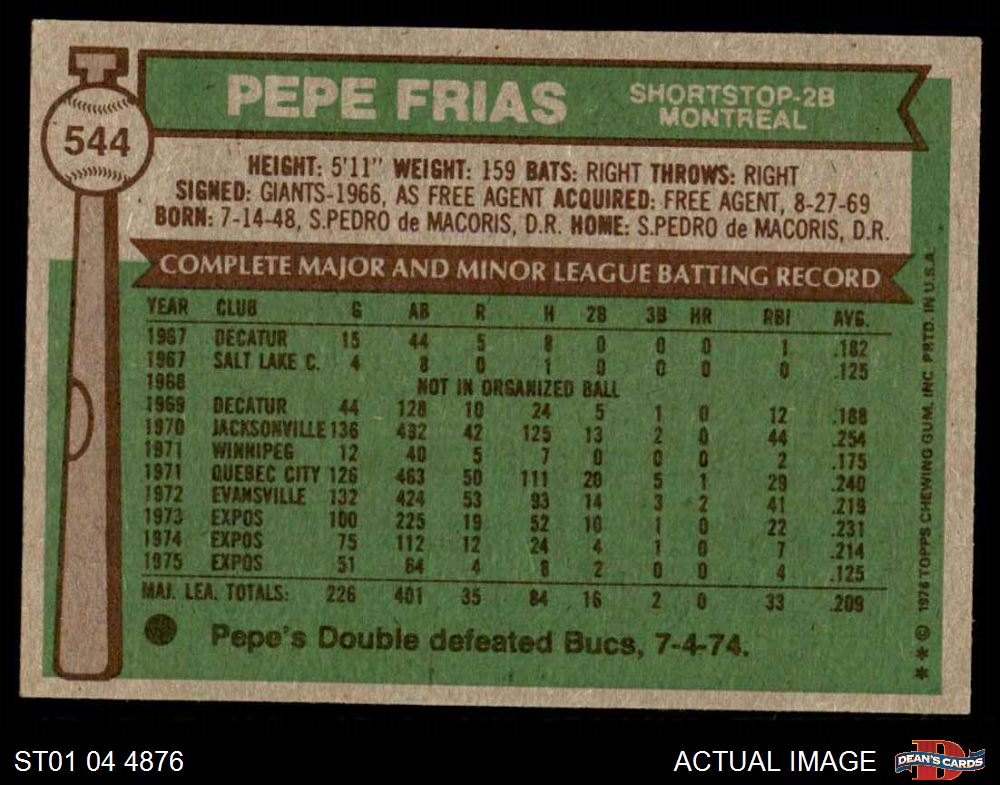 PEPE FRIAS
SHORTSTOP-2B
MONTREAL
544
HEIGHT: 5'11" WEIGHT: 159 BATS: RIGHT THROWS: RIGHT
SIGNED: GIANTS-1966, AS FREE AGENT ACQUIRED: FREE AGENT, 8-27-69
BORN: 7-14-48, S.PEDRO de MACORIS, D.R. HOME: S.PEDRO de MACORIS, D.R.
COMPLETE MAJOR AND MINOR LEAGUE BATTING RECORD
YEAR CLUB G AB R H 2B 3B HR RBI AVG.
1967 DECATUR 15 44 5 8 0 0 0 1 .182
1967 SALT LAKE C. 4 8 0 1 0 0 0 0 .125
1968 NOT IN ORGANIZED BALL
1969 DECATUR 44 128 10 24 5 1 0 12 .188
1970 JACKSONVILLE 136 492 42 125 13 2 0 44 .254
1971 WINNIPEG 12 40 5 7 0 0 0 2 .175
1971 QUEBEC CITY 126 463 50 111 20 5 1 29 .240
1972 EVANSVILLE 132 424 53 93 14 3 2 41 .219
1973 EXPOS 100 225 19 52 10 1 0 22 .231
1974 EXPOS 75 112 12 24 4 1 0 7 .214
1975 EXPOS 51 64 4 8 2 0 0 4 .125
MAJ. LEA. TOTALS: 226 401 35 84 16 2 0 33 .209
Pepe's Double defeated Bucs, 7-4-74.
* * © 1976 TOPPS CHEWING GUM, INC. PRTD. IN U.S.A.
ST01 04 4876
ACTUAL IMAGE
D
DEAN'S CARDS